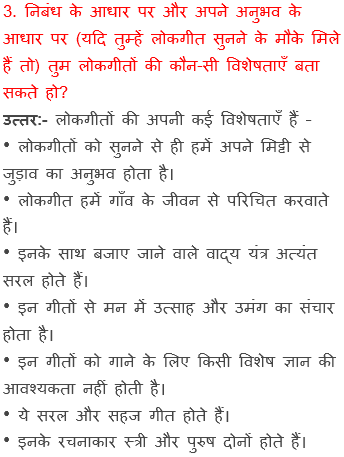 3. निबंध के आधार पर और अपने अनुभव के
आधार पर (यदि तुम्हें लोकगीत सुनने के मौके मिले
हैं तो) तुम लोकगीतों की कौन-सी विशेषताएँ बता
सकते हो?
उत्तर:- लोकगीतों की अपनी कई विशेषताएँ हैं –
• लोकगीतों को सुनने से ही हमें अपने मिट्टी से
जुड़ाव का अनुभव होता है।
• लोकगीत हमें गाँव के जीवन से परिचित करवाते
हैं।
• इनके साथ बजाए जाने वाले वाद्य यंत्र अत्यंत
सरल होते हैं।
• इन गीतों से मन में उत्साह और उमंग का संचार
होता है।
• इन गीतों को गाने के लिए किसी विशेष ज्ञान की
आवश्यकता नहीं होती है।
• ये सरल और सहज गीत होते हैं।
• इनके रचनाकार स्त्री और पुरुष दोनों होते हैं।